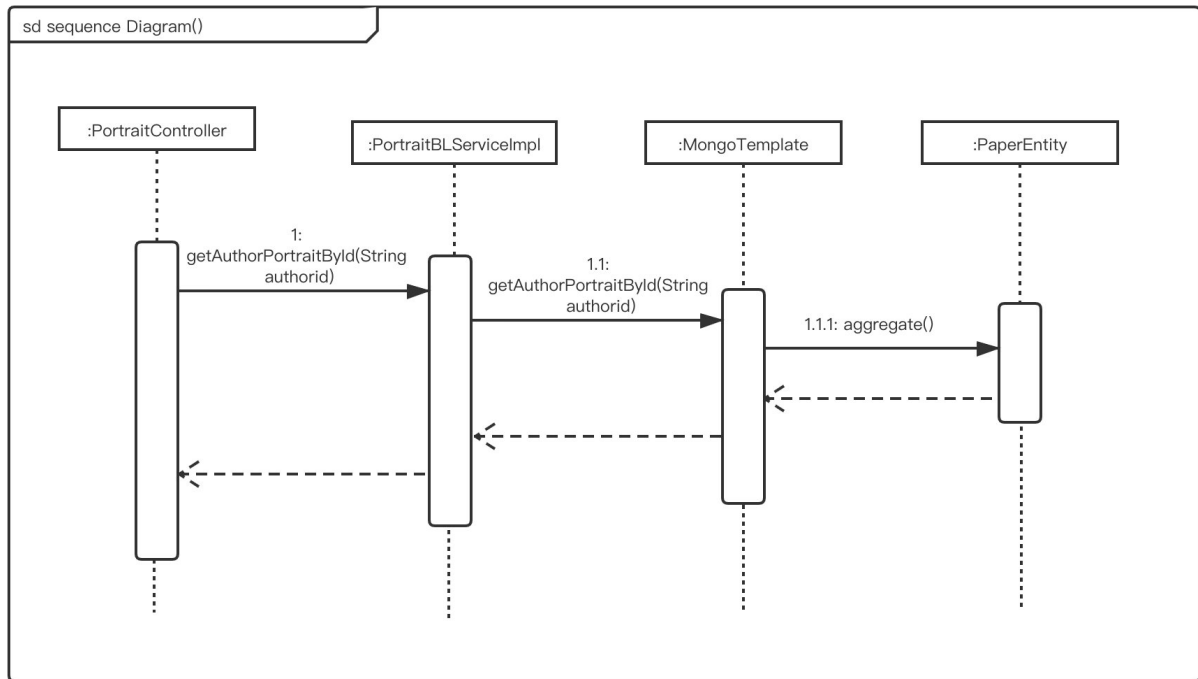 sd sequence Diagram()
:PortraitController
:PortraitBLServiceImpl
:MongoTemplate
:PaperEntity
1:
getAuthorPortraitById(String
authorid)
1.1:
getAuthorPortraitById(String
authorid)
1.1.1: aggregate()